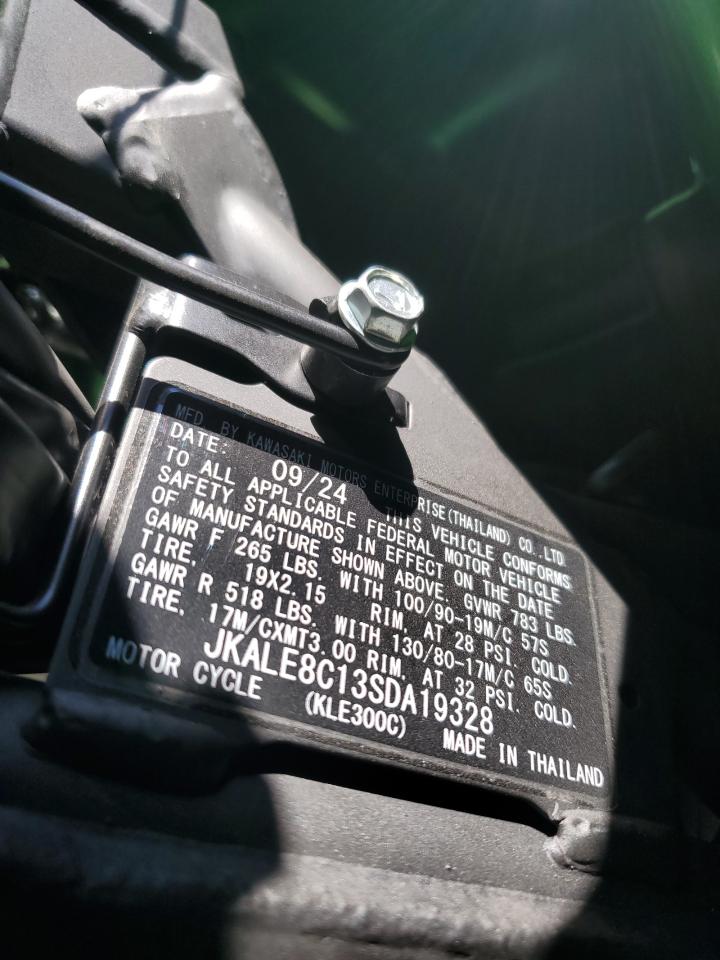 MFD. BY KAWASAKI MOTORS ENTERPRISE(THAILAND) CO.,LTD.
DATE: 09/24 THIS VEHICLE CONFORMS
TO ALL APPLICABLE FEDERAL MOTOR VEHICLE
SAFETY STANDARDS IN EFFECT ON THE DATE
OF MANUFACTURE SHOWN ABOVE. GVWR 783 LBS.
GAWR F 265 LBS. WITH 100/90-19M/C 57S
TIRE, 19X2.15 RIM, AT 28 PSI. COLD.
GAWR R 518 LBS. WITH 130/80-17M/C 65S
TIRE, 17M/CXMT3.00 RIM, AT 32 PSI. COLD.
JKALE8C13SDA19328
MOTOR CYCLE (KLE300C) MADE IN THAILAND